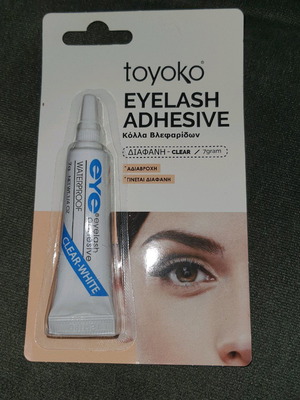 toyoko®
EYELASH
ADHESIVE
Κόλλα Βλεφαρίδων
ΔΙΑΦΑΝΗ - CLEAR / 7gram
*ΑΔΙΑΒΡΟΧΗ
*ΓΙΝΕΤΑΙ ΔΙΑΦΑΝΗ
eye
eyelash
adhesive
WATERPROOF
CLEAR-WHITE